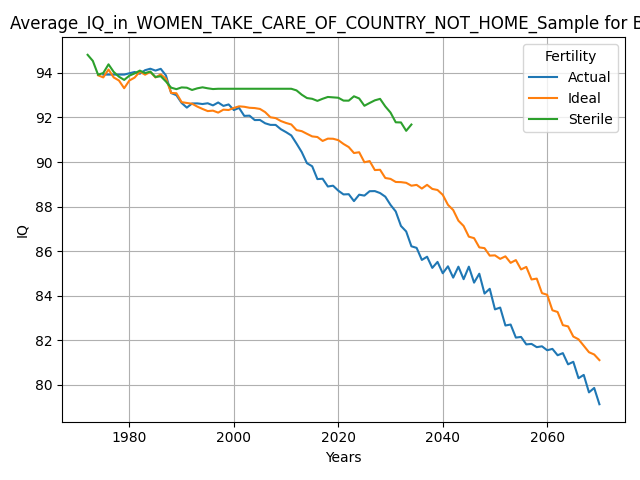 Average_IQ_in_WOMEN_TAKE_CARE_OF_COUNTRY_NOT_HOME_Sample for
Fertility
Actual
Ideal
Sterile
94
92
90
88
86
84
82
80
IQ
1980
2000
2020
2040
2060
Years